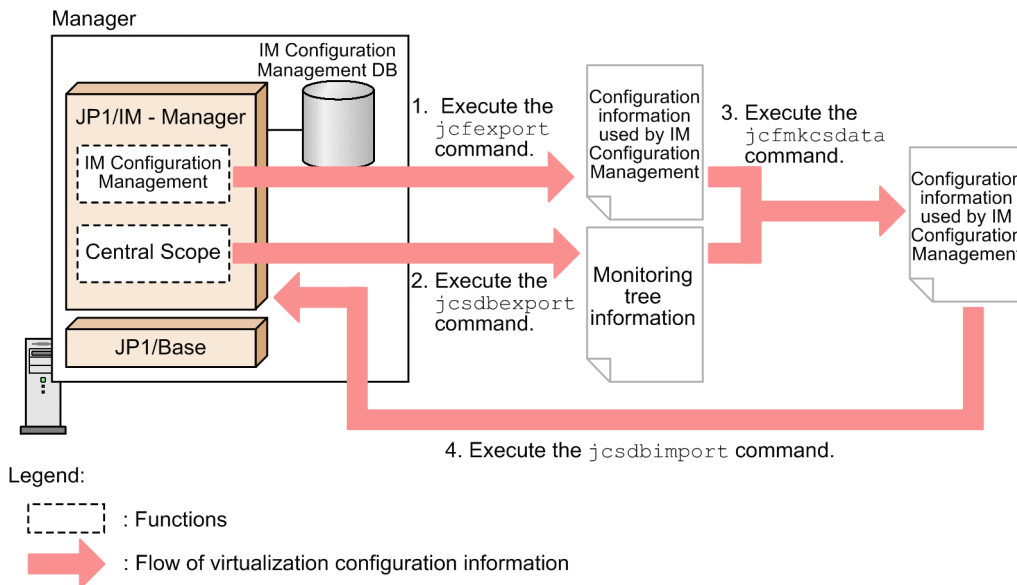 Manager
IM Configuration
Management DB
JP1/IM - Manager
IM Configuration
Management
Central Scope
JP1/Base
1. Execute the
jcfexport
command.
2. Execute the
jcsdbexport
command.
Configuration
information
used by IM
Configuration
Management
Monitoring
tree
information
3. Execute the
jcfmkcsdata
command.
Configuration
information
used by IM
Configuration
Management
4. Execute the jcsdbimport command.
Legend:
: Functions
: Flow of virtualization configuration information